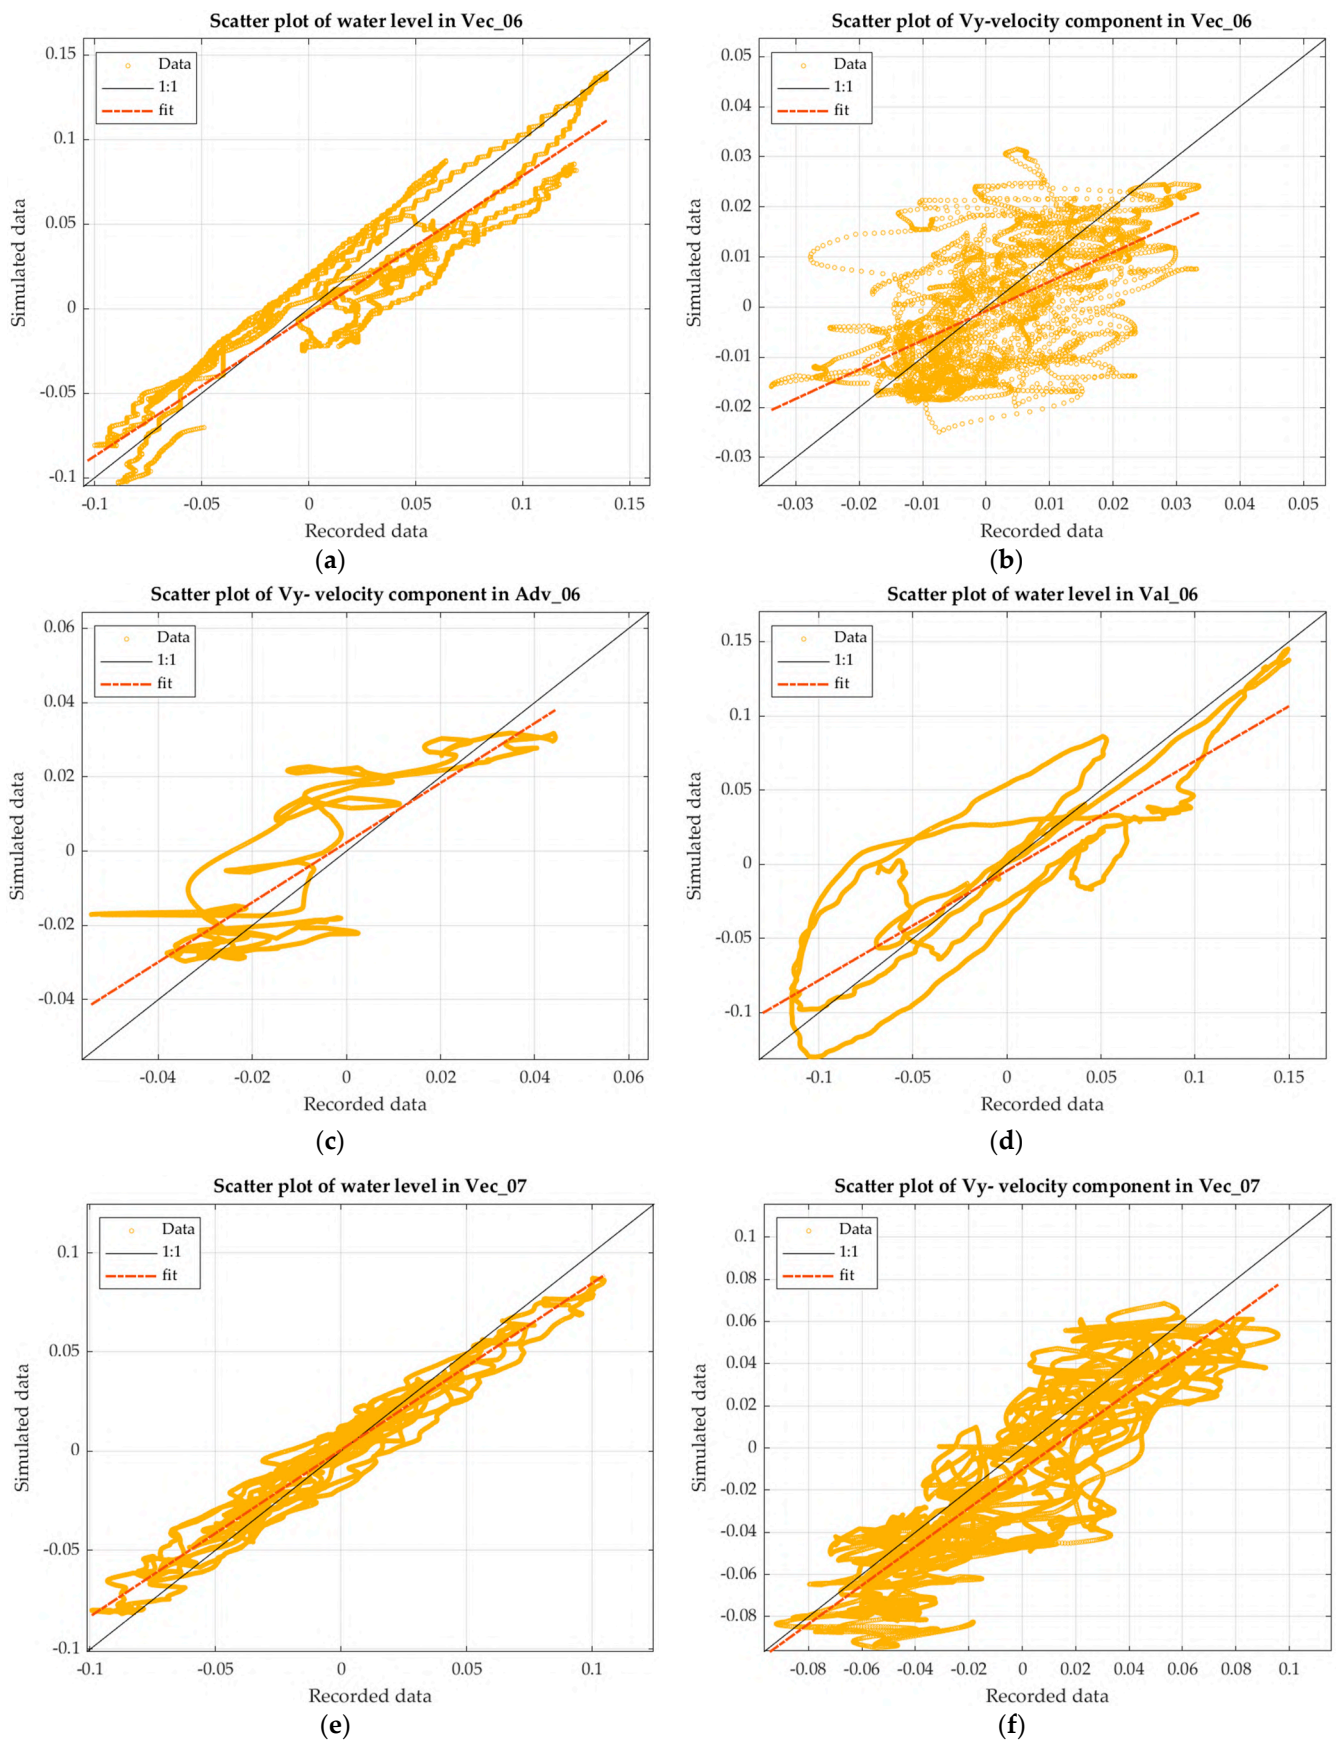 Scatter plot of water level in Vec_06
Data
1:1
fit
0.15
0.1
0.05
0
-0.05
-0.1
Simulated data
-0.1 -0.05 0 0.05 0.1 0.15
Recorded data
(a)
Scatter plot of Vy-velocity component in Vec_06
Data
1:1
fit
0.05
0.04
0.03
0.02
0.01
0
-0.01
-0.02
-0.03
Simulated data
-0.03 -0.02 -0.01 0 0.01 0.02 0.03 0.04 0.05
Recorded data
(b)
Scatter plot of Vy- velocity component in Adv_06
Data
1:1
fit
0.06
0.04
0.02
0
-0.02
-0.04
Simulated data
-0.04 -0.02 0 0.02 0.04 0.06
Recorded data
(c)
Scatter plot of water level in Val_06
Data
1:1
fit
0.15
0.1
0.05
0
-0.05
-0.1
Simulated data
-0.1 -0.05 0 0.05 0.1 0.15
Recorded data
(d)
Scatter plot of water level in Vec_07
Data
1:1
fit
0.1
0.05
0
-0.05
-0.1
Simulated data
-0.1 -0.05 0 0.05 0.1
Recorded data
(e)
Scatter plot of Vy- velocity component in Vec_07
Data
1:1
fit
0.1
0.08
0.06
0.04
0.02
0
-0.02
-0.04
-0.06
-0.08
Simulated data
-0.08 -0.06 -0.04 -0.02 0 0.02 0.04 0.06 0.08 0.1
Recorded data
(f)